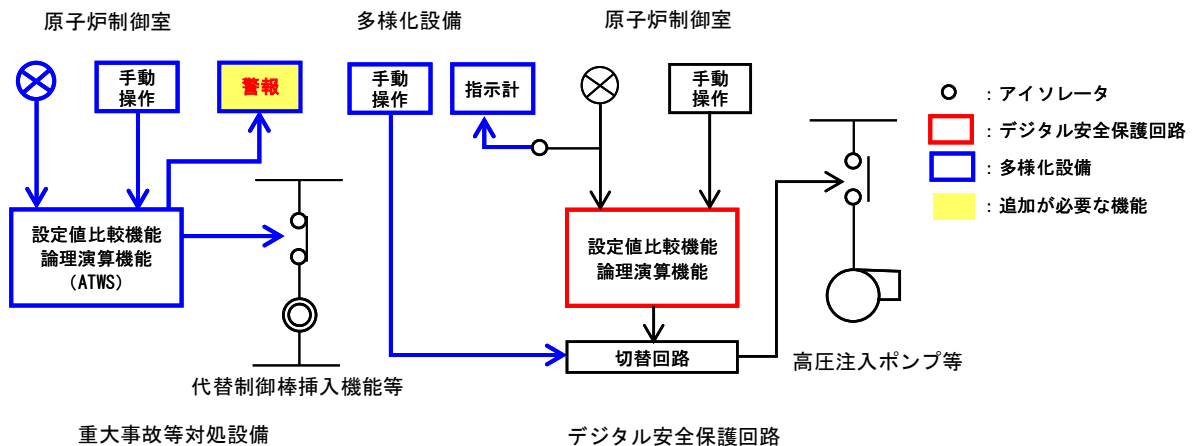 原子炉制御室
多様化設備
原子炉制御室
手動
操作
警報
手動
操作
指示計
手動
操作
：アイソレータ
：デジタル安全保護回路
：多様化設備
：追加が必要な機能
設定値比較機能
論理演算機能
（ATWS）
設定値比較機能
論理演算機能
切替回路
代替制御棒挿入機能等
高圧注入ポンプ等
重大事故等対処設備
デジタル安全保護回路